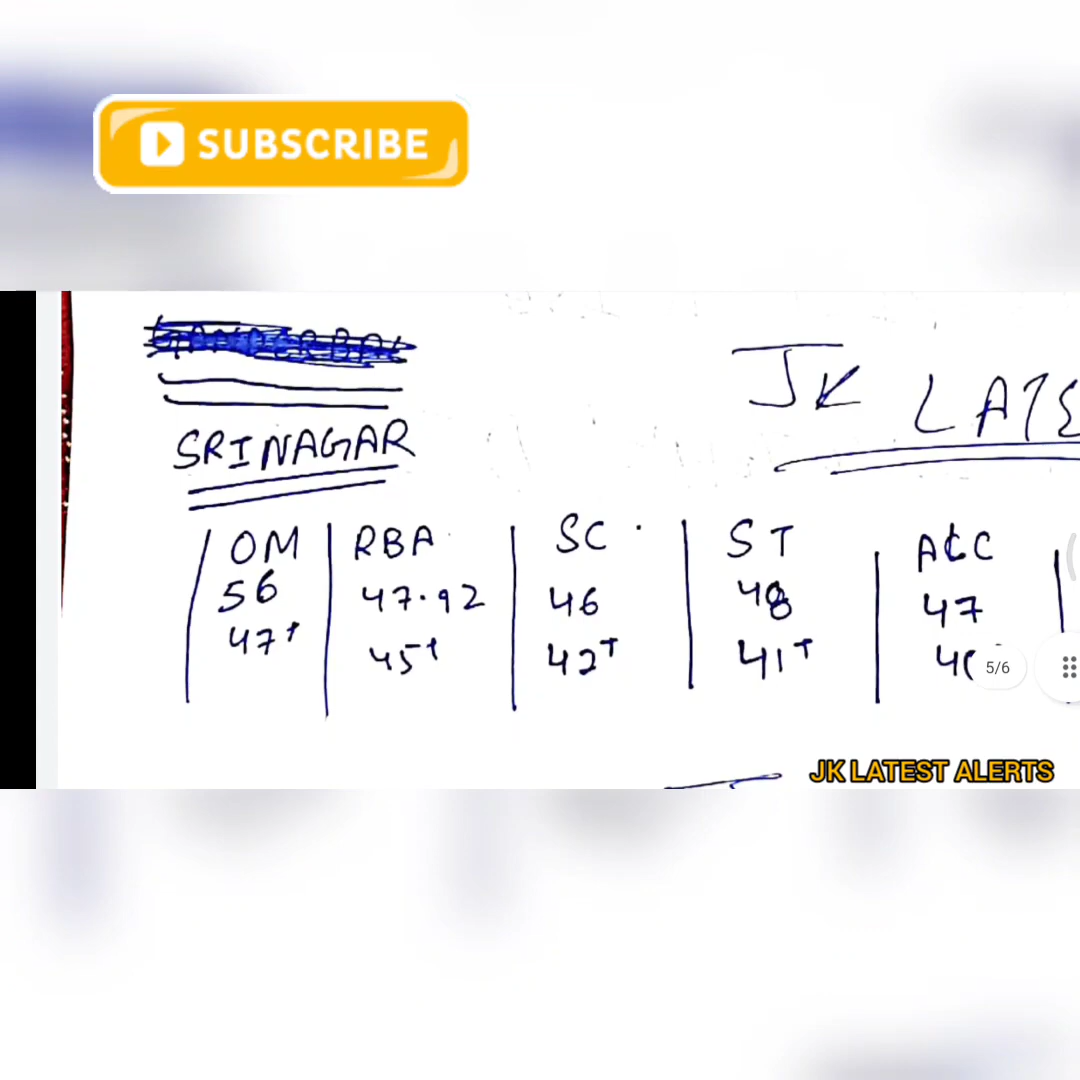 SUBSCRIBE
JK LATE
SRINAGAR
OM RBA SC ST ALC
56 47.92 46 48 47
47+ 45+ 42+ 41+
5/6
JK LATEST ALERTS